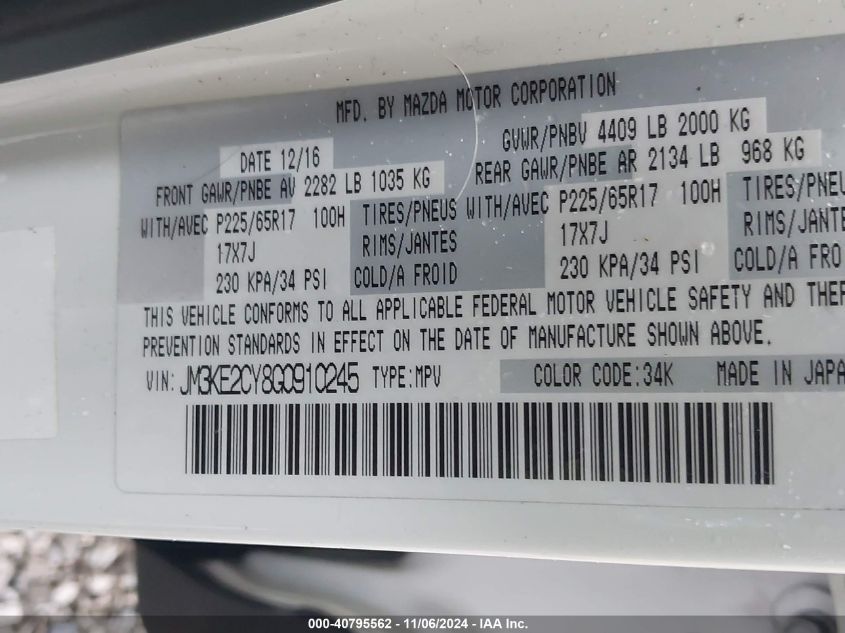 MFD. BY MAZDA MOTOR CORPORATION
DATE 12/16 GVWR/PNBV 4409 LB 2000 KG
FRONT GAWR/PNBE AV 2282 LB 1035 KG REAR GAWR/PNBE AR 2134 LB 968 KG
WITH/AVEC P225/65R17 100H TIRES/PNEUS WITH/AVEC P225/65R17 100H TIRES/PNEU
17X7J RIMS/JANTES 17X7J RIMS/JANTE
230 KPA/34 PSI COLD/A FROID 230 KPA/34 PSI COLD/A FRO
THIS VEHICLE CONFORMS TO ALL APPLICABLE FEDERAL MOTOR VEHICLE SAFETY AND THEF
PREVENTION STANDARDS IN EFFECT ON THE DATE OF MANUFACTURE SHOWN ABOVE.
VIN: JM3KE2CY8G0910245 TYPE:MPV COLOR CODE:34K MADE IN JAPA
000-40795562 - 11/06/2024 - IAA Inc.